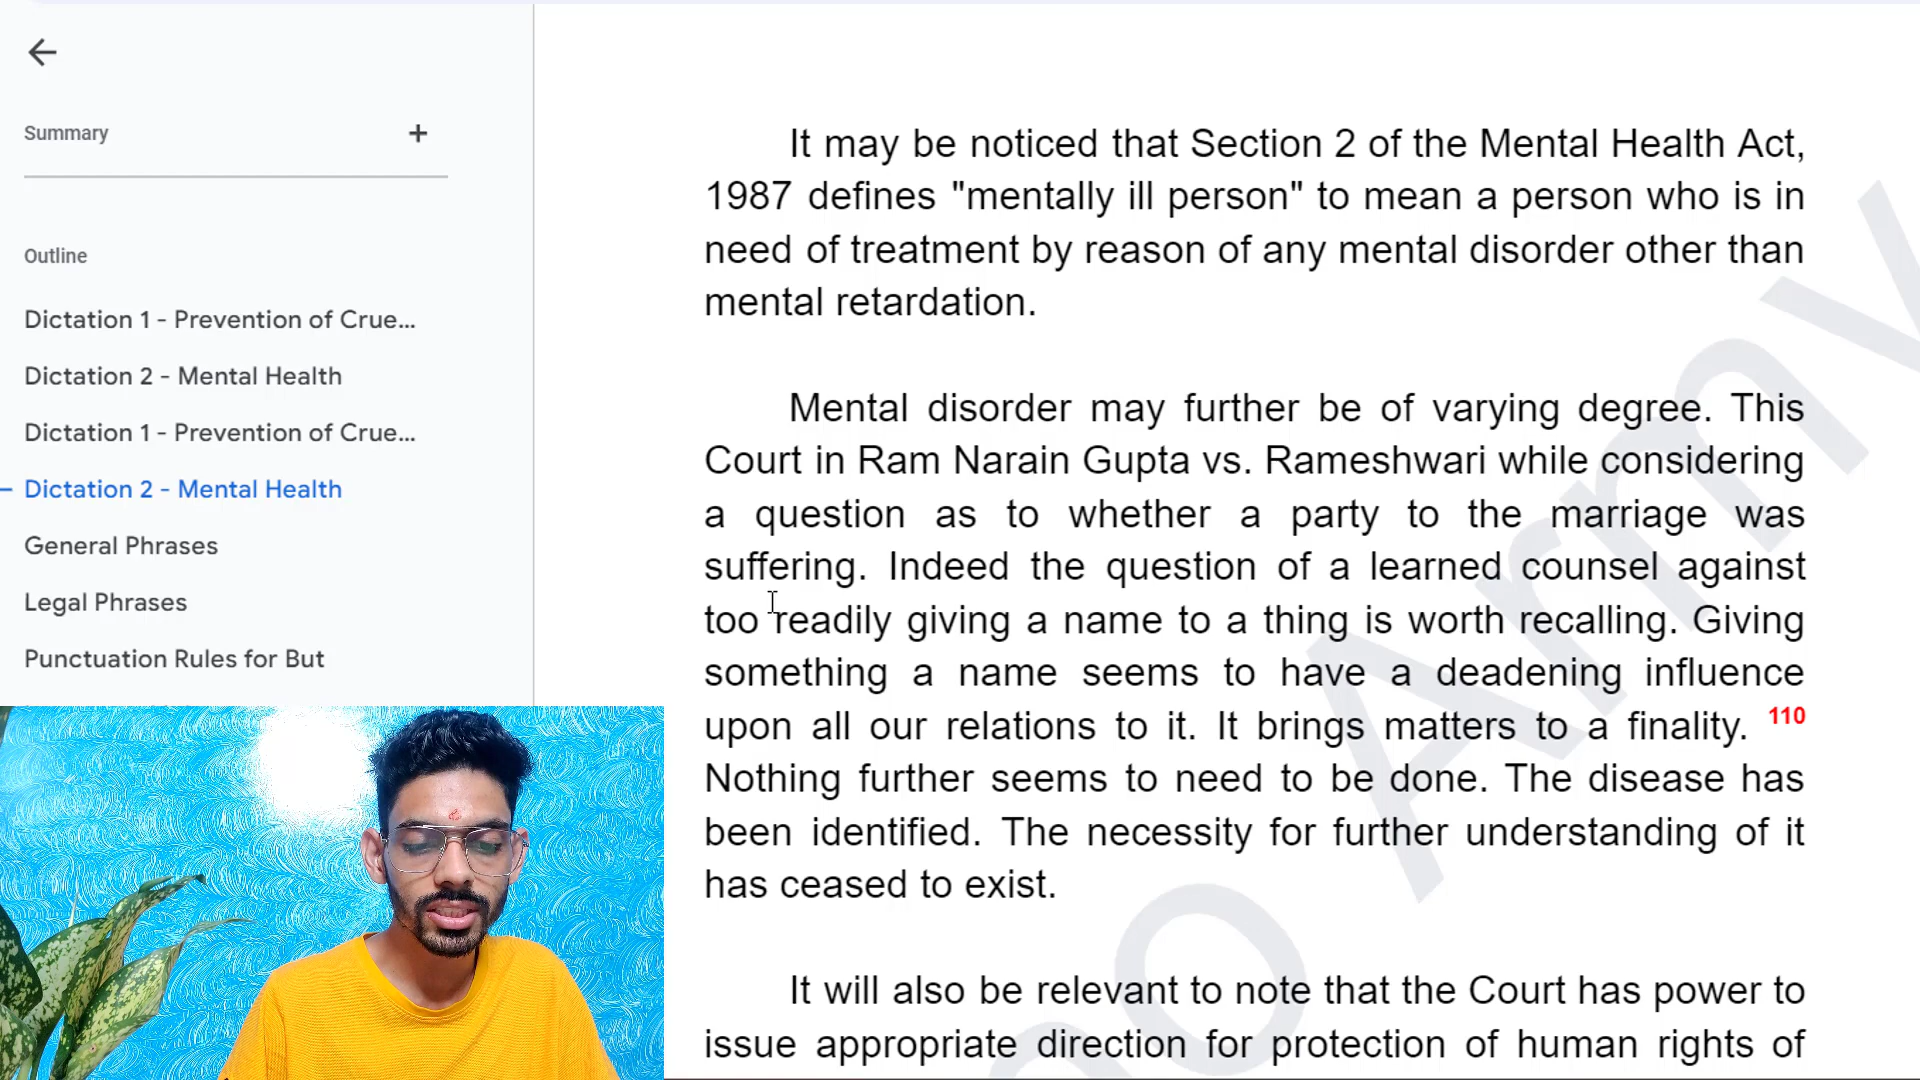 Summary
+
Outline
Dictation 1 - Prevention of Crue...
Dictation 2 - Mental Health
Dictation 1 - Prevention of Crue...
Dictation 2 - Mental Health
General Phrases
Legal Phrases
Punctuation Rules for But
It may be noticed that Section 2 of the Mental Health Act,
1987 defines "mentally ill person" to mean a person who is in
need of treatment by reason of any mental disorder other than
mental retardation.
Mental disorder may further be of varying degree. This
Court in Ram Narain Gupta vs. Rameshwari while considering
a question as to whether a party to the marriage was
suffering. Indeed the question of a learned counsel against
too readily giving a name to a thing is worth recalling. Giving
something a name seems to have a deadening influence
upon all our relations to it. It brings matters to a finality. 110
Nothing further seems to need to be done. The disease has
been identified. The necessity for further understanding of it
has ceased to exist.
It will also be relevant to note that the Court has power to
issue appropriate direction for protection of human rights of
Army